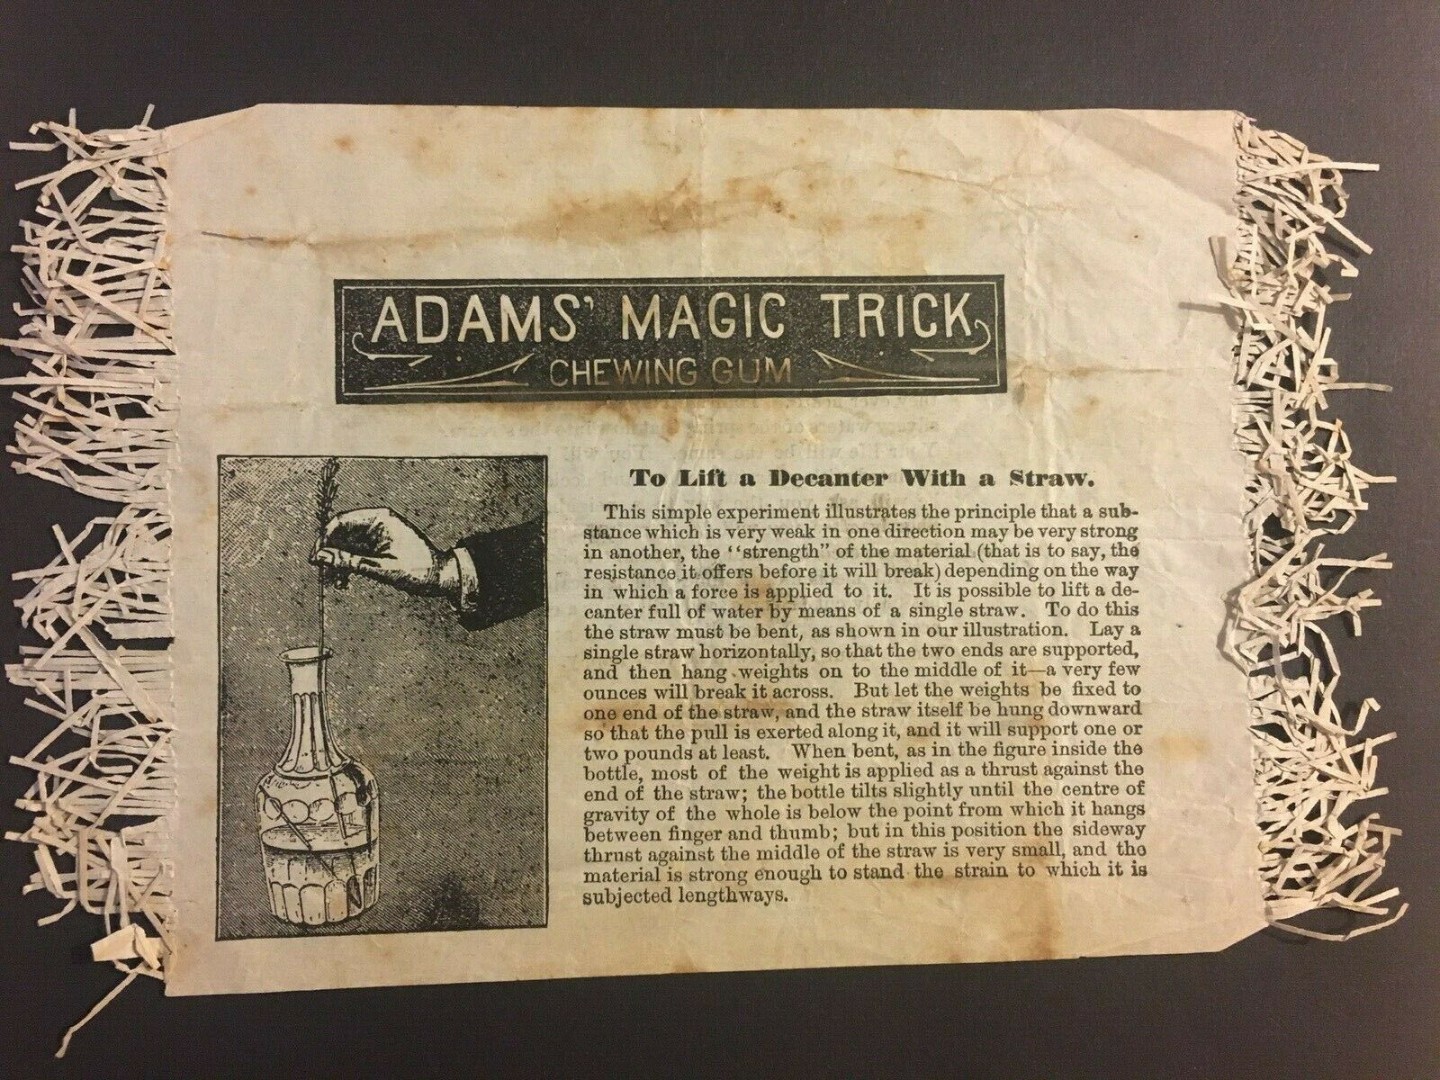 ADAMS' MAGIC TRICK
CHEWING GUM
To Lift a Decanter With a Straw.
This simple experiment illustrates the principle that a sub-
stance which is very weak in one direction may be very strong
in another, the "strength" of the material (that is to say, the
resistance it offers before it will break) depending on the way
in which a force is applied to it. It is possible to lift a de-
canter full of water by means of a single straw. To do this
the straw must be bent, as shown in our illustration. Lay a
single straw horizontally, so that the two ends are supported,
and then hang weights on to the middle of it—a very few
ounces will break it across. But let the weights be fixed to
one end of the straw, and the straw itself be hung downward
so that the pull is exerted along it, and it will support one or
two pounds at least. When bent, as in the figure inside the
bottle, most of the weight is applied as a thrust against the
end of the straw; the bottle tilts slightly until the centre of
gravity of the whole is below the point from which it hangs
between finger and thumb; but in this position the sideway
thrust against the middle of the straw is very small, and the
material is strong enough to stand the strain to which it is
subjected lengthways.